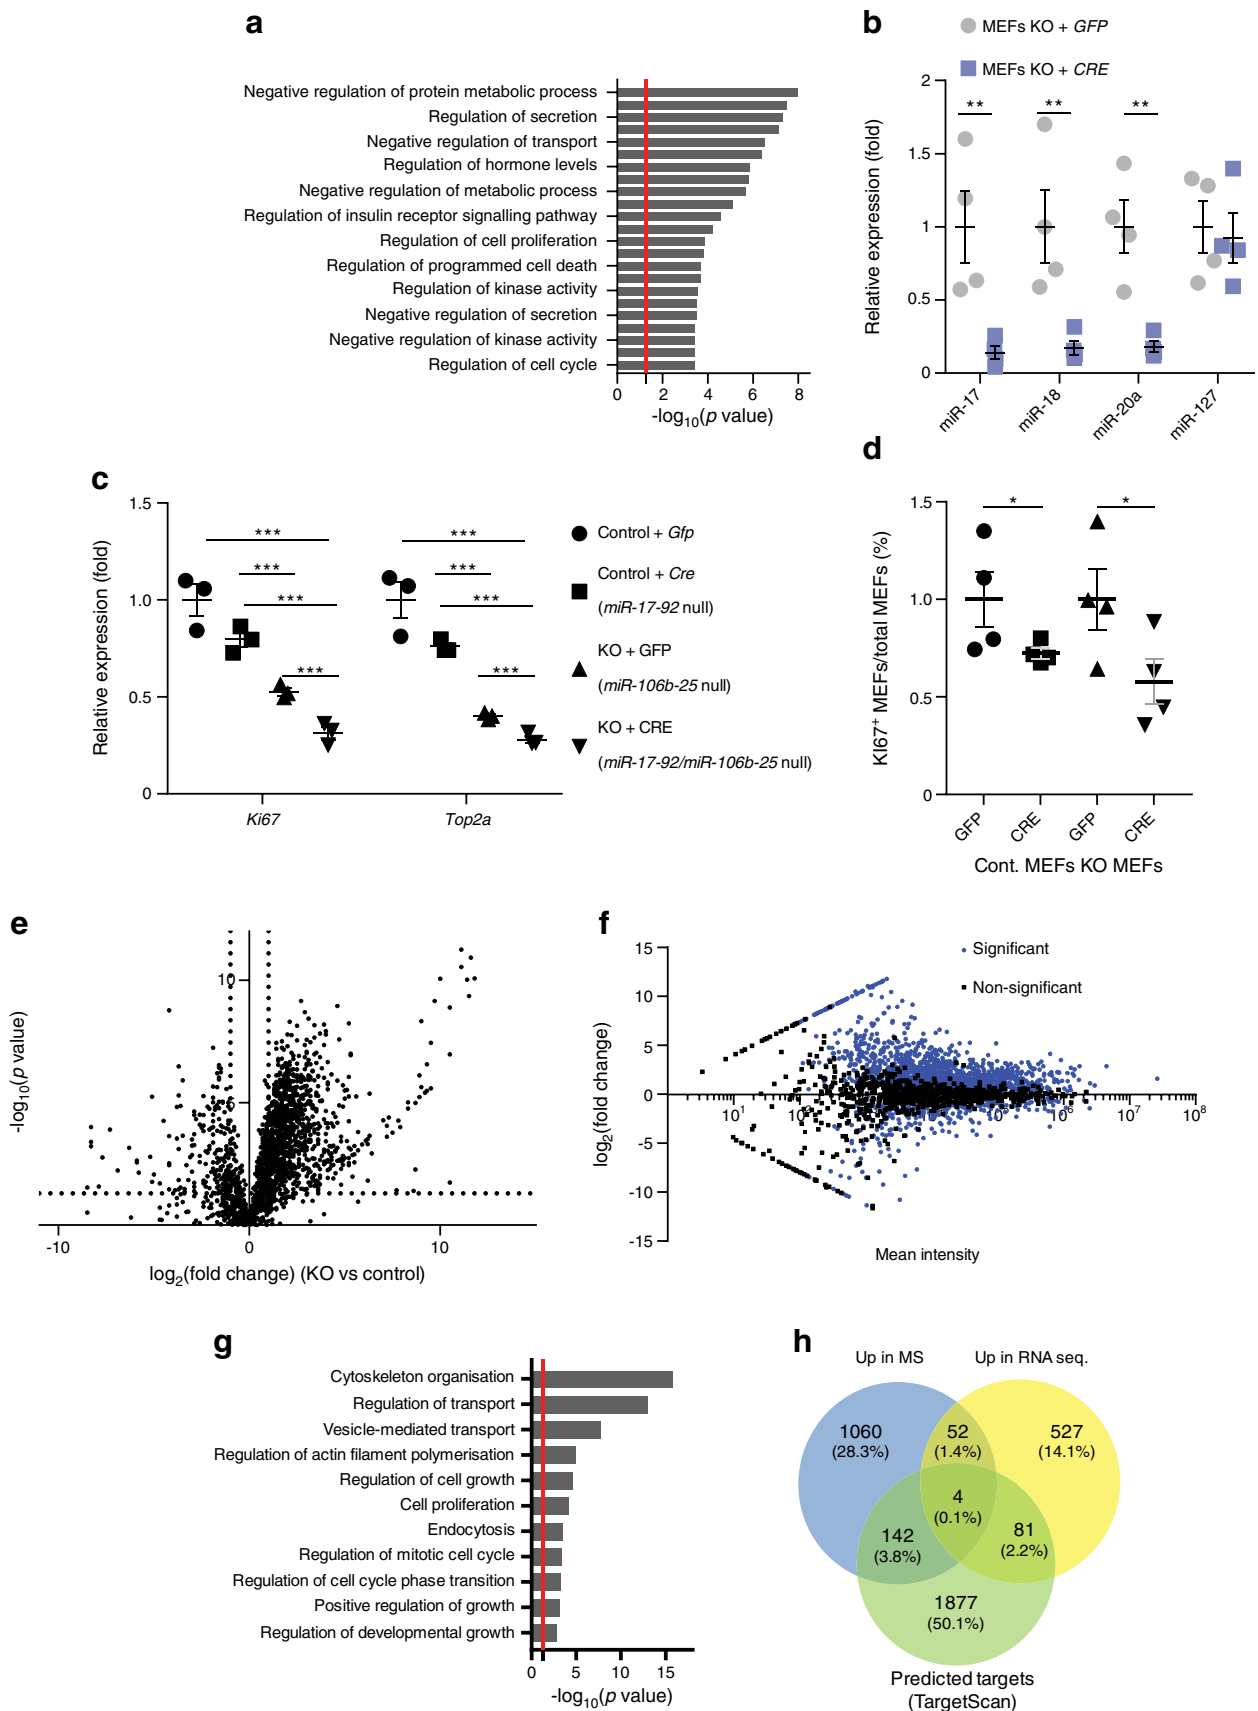 a
Negative regulation of protein metabolic process
Regulation of secretion
Negative regulation of transport
Regulation of hormone levels
Negative regulation of metabolic process
Regulation of insulin receptor signalling pathway
Regulation of cell proliferation
Regulation of programmed cell death
Regulation of kinase activity
Negative regulation of secretion
Negative regulation of kinase activity
Regulation of cell cycle
0 2 4 6 8
-log10(p value)
b
MEFs KO + GFP
MEFs KO + CRE
Relative expression (fold)
2
1.5
1
0.5
0
** ** **
miR-17 miR-18 miR-20a miR-127
c
Relative expression (fold)
1.5
1.0
0.5
0
*** *** *** ***
*** *** *** ***
Ki67 Top2a
Control + Gfp
Control + Cre
(miR-17-92 null)
KO + GFP
(miR-106b-25 null)
KO + CRE
(miR-17-92/miR-106b-25 null)
d
KI67+ MEFs/total MEFs (%)
1.5
1.0
0.5
0
* *
GFP CRE GFP CRE
Cont. MEFs KO MEFs
e
-log10(p value)
10
5
-10 0 10
log2(fold change) (KO vs control)
f
log2(fold change)
15
10
5
0
-5
-10
-15
Significant
Non-significant
10^1 10^2 10^5 10^6 10^7 10^8
Mean intensity
g
Cytoskeleton organisation
Regulation of transport
Vesicle-mediated transport
Regulation of actin filament polymerisation
Regulation of cell growth
Cell proliferation
Endocytosis
Regulation of mitotic cell cycle
Regulation of cell cycle phase transition
Positive regulation of growth
Regulation of developmental growth
0 5 10 15
-log10(p value)
h
Up in MS Up in RNA seq.
1060 52 527
(28.3%) (1.4%) (14.1%)
4
(0.1%)
142 81
(3.8%) (2.2%)
1877
(50.1%)
Predicted targets
(TargetScan)